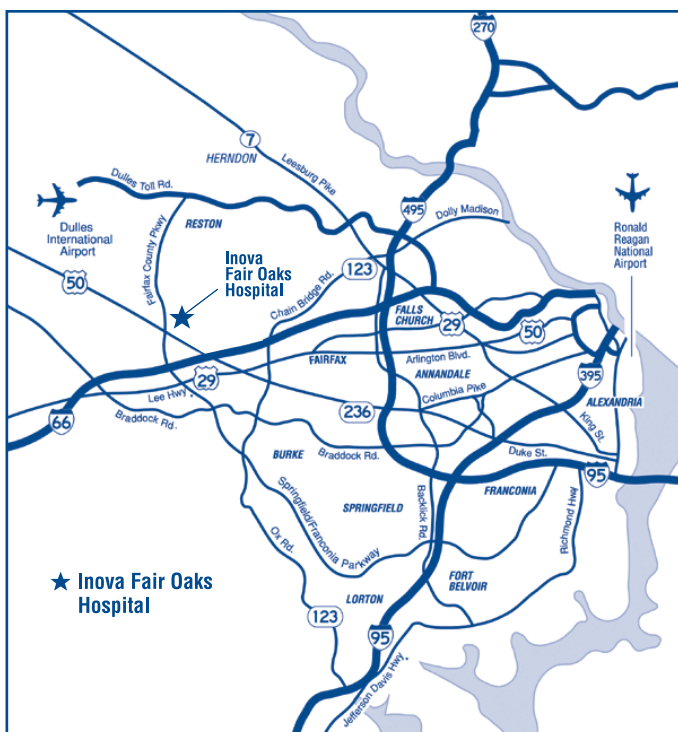 270
7
HERNDON
Leesburg Pike
Dulles Toll Rd.
495
Dolly Madison
Dulles
International
Airport
RESTON
Fairfax County Pkwy
Ronald
Reagan
National
Airport
50
Inova
Fair Oaks
Hospital
123
Chain Bridge Rd.
FALLS
CHURCH
29
50
FAIRFAX
Arlington Blvd.
29
Lee Hwy.
ANNANDALE
395
Columbia Pike
66
Braddock Rd.
236
ALEXANDRIA
King St.
BURKE
Braddock Rd.
Duke St.
95
Springfield/Franconia Parkway
SPRINGFIELD
Backlick Rd.
FRANCONIA
Richmond Hwy
Ox Rd.
Inova Fair Oaks
Hospital
FORT
BELVOIR
LORTON
123
95
Jefferson Davis Hwy